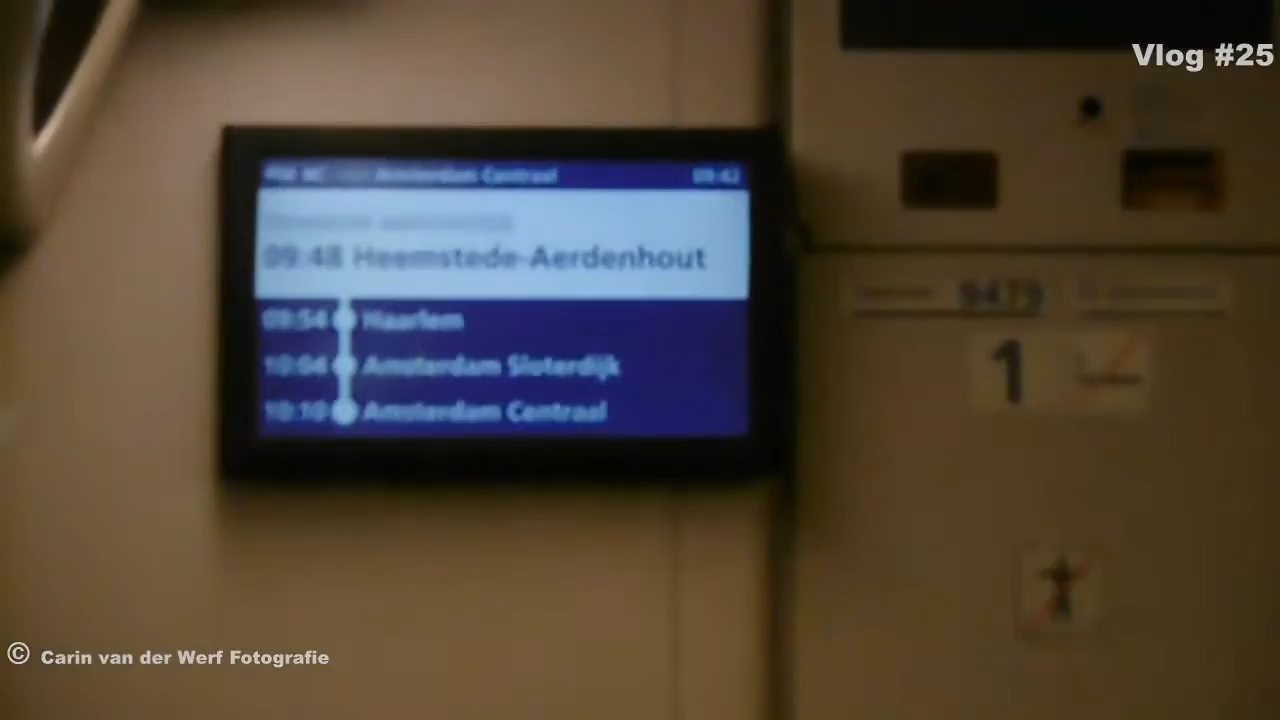 Vlog #25
Amsterdam Centraal 09:42
09:48 Heemstede-Aerdenhout
09:54 Haarlem
10:04 Amsterdam Sloterdijk
10:10 Amsterdam Centraal
9479
1
© Carin van der Werf Fotografie